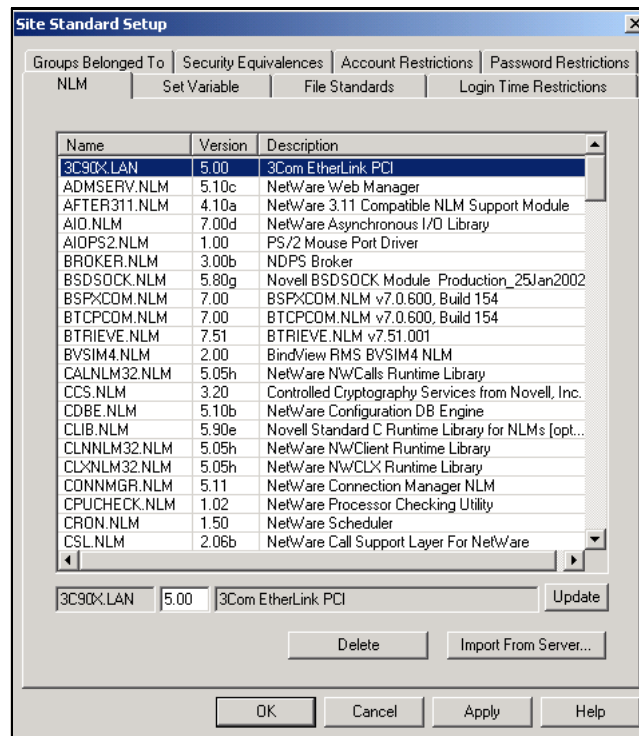 Site Standard Setup
Groups Belonged To Security Equivalences Account Restrictions Password Restrictions
NLM Set Variable File Standards Login Time Restrictions
Name Version Description
3C90X.LAN 5.00 3Com EtherLink PCI
ADMSERV.NLM 5.10c NetWare Web Manager
AFTER311.NLM 4.10a NetWare 3.11 Compatible NLM Support Module
AIO.NLM 7.00d NetWare Asynchronous I/O Library
AIOPS2.NLM 1.00 PS/2 Mouse Port Driver
BROKER.NLM 3.00b NDPS Broker
BSDSOCK.NLM 5.80g Novell BSDSOCK Module Production_25Jan2002
BSPXCOM.NLM 7.00 BSPXCOM.NLM v7.0.600, Build 154
BTCPCOM.NLM 7.00 BTCPCOM.NLM v7.0.600, Build 154
BTRIEVE.NLM 7.51 BTRIEVE.NLM v7.51.001
BVSIM4.NLM 2.00 BindView RMS BVSIM4 NLM
CALNLM32.NLM 5.05h NetWare NWCalls Runtime Library
CCS.NLM 3.20 Controlled Cryptography Services from Novell, Inc.
CDBE.NLM 5.10b NetWare Configuration DB Engine
CLIB.NLM 5.90e Novell Standard C Runtime Library for NLMs [opt...
CLNNLM32.NLM 5.05h NetWare NWClient Runtime Library
CLXNLM32.NLM 5.05h NetWare NWCLX Runtime Library
CONNMGR.NLM 5.11 NetWare Connection Manager NLM
CPUCHECK.NLM 1.02 NetWare Processor Checking Utility
CRON.NLM 1.50 NetWare Scheduler
CSL.NLM 2.06b NetWare Call Support Layer For NetWare
3C90X.LAN 5.00 3Com EtherLink PCI Update
Delete Import From Server...
OK Cancel Apply Help